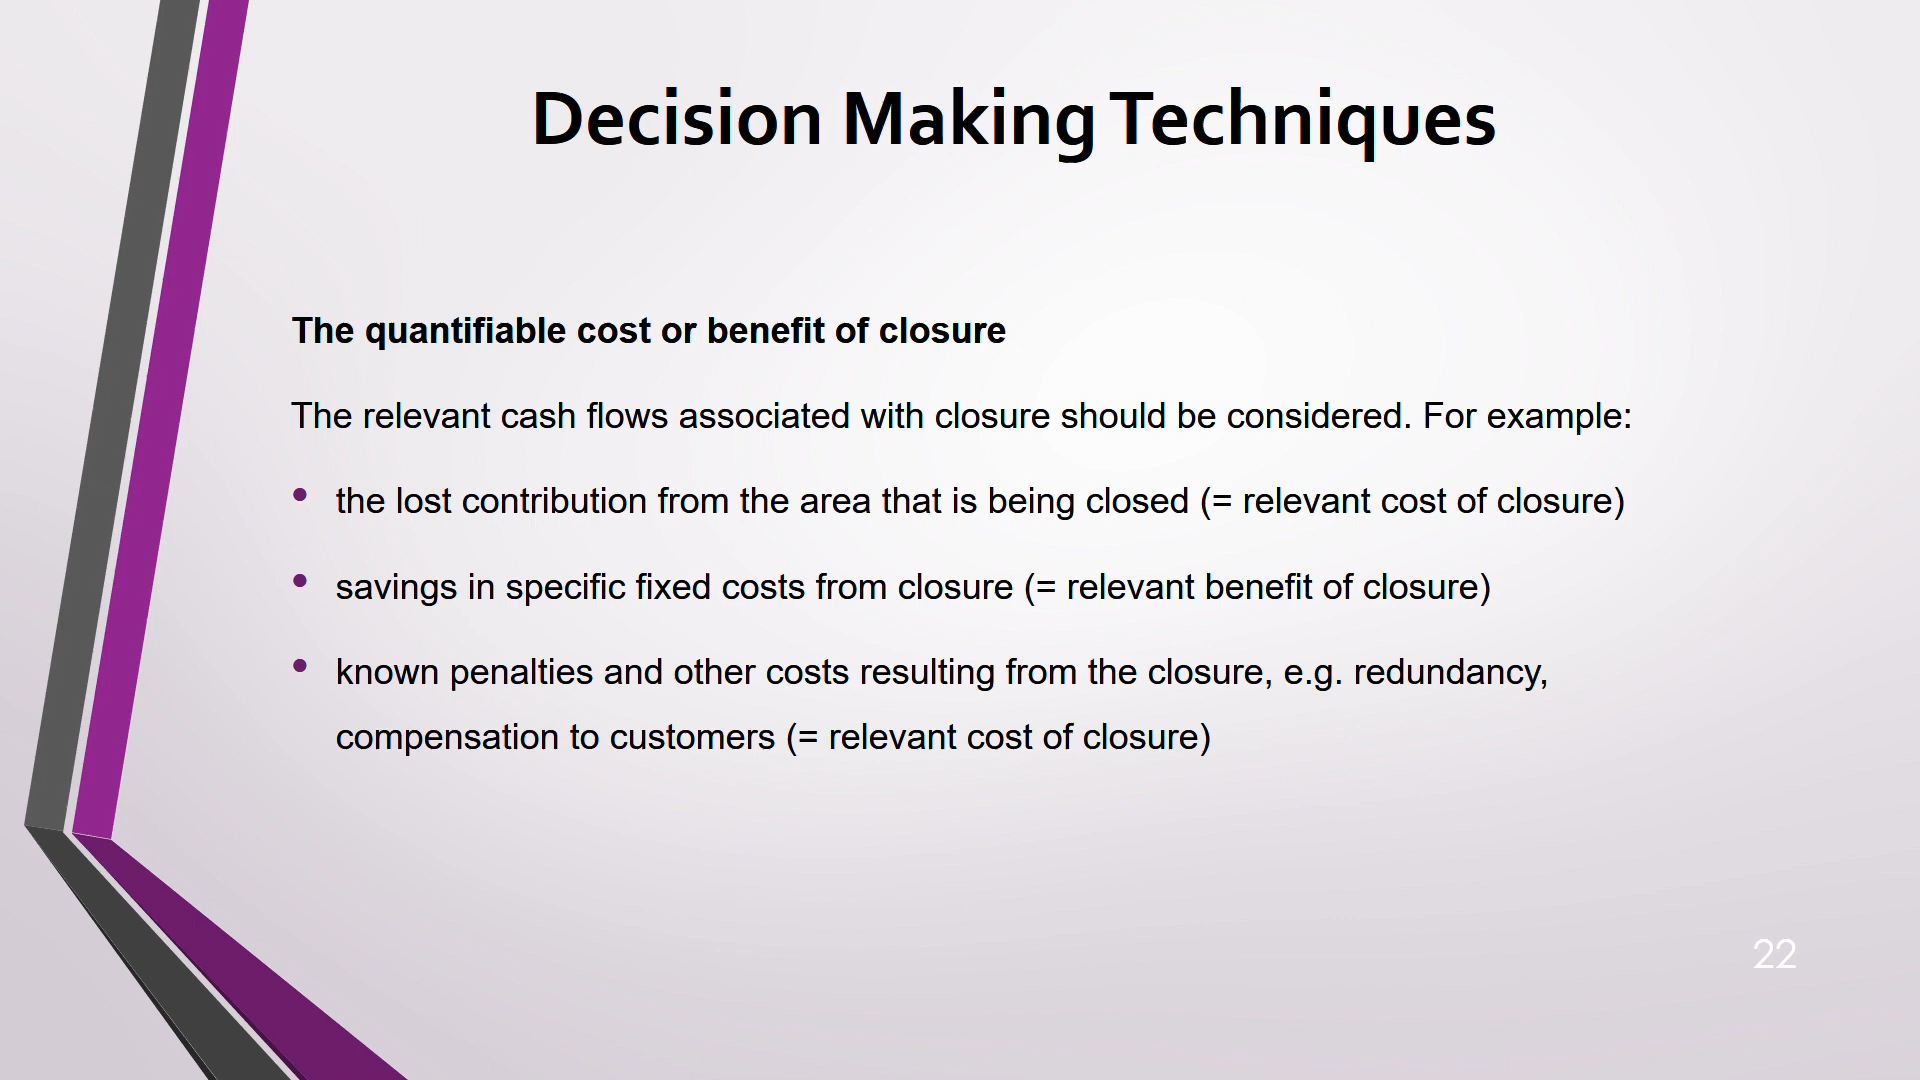 Decision Making Techniques
The quantifiable cost or benefit of closure
The relevant cash flows associated with closure should be considered. For example:
• the lost contribution from the area that is being closed (= relevant cost of closure)
• savings in specific fixed costs from closure (= relevant benefit of closure)
• known penalties and other costs resulting from the closure, e.g. redundancy,
compensation to customers (= relevant cost of closure)
22